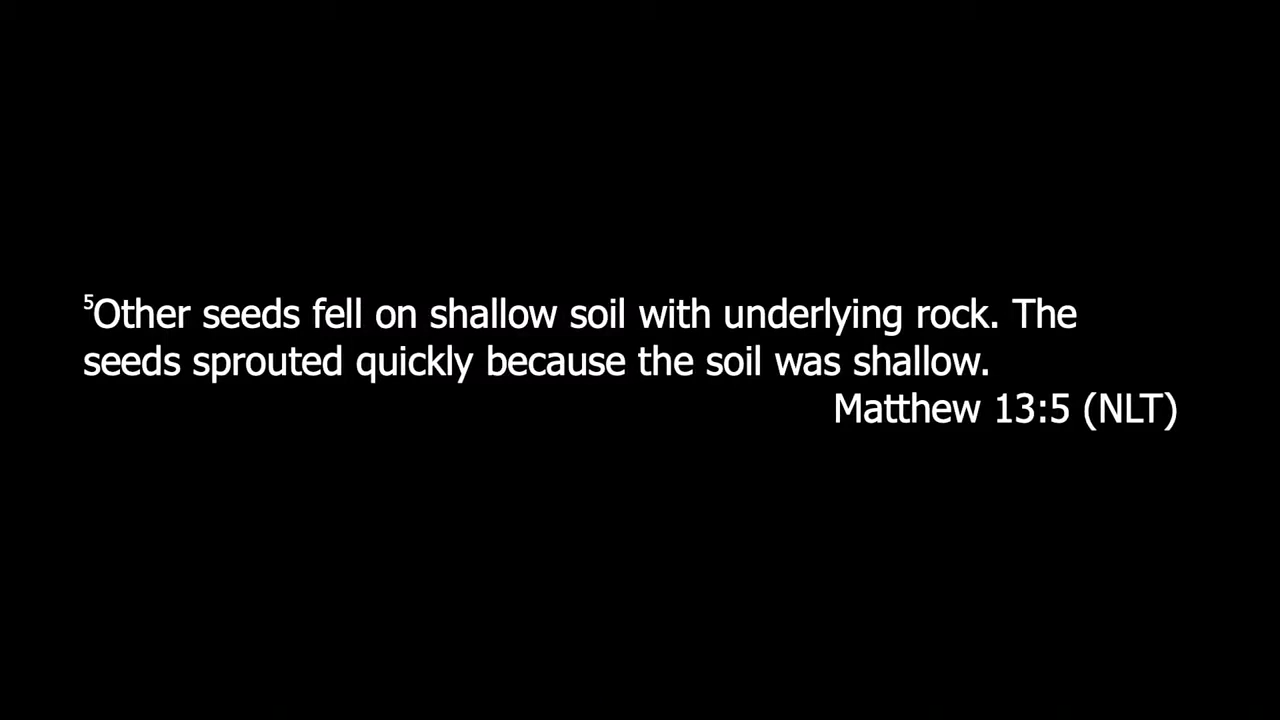 ⁵Other seeds fell on shallow soil with underlying rock. The
seeds sprouted quickly because the soil was shallow.
Matthew 13:5 (NLT)